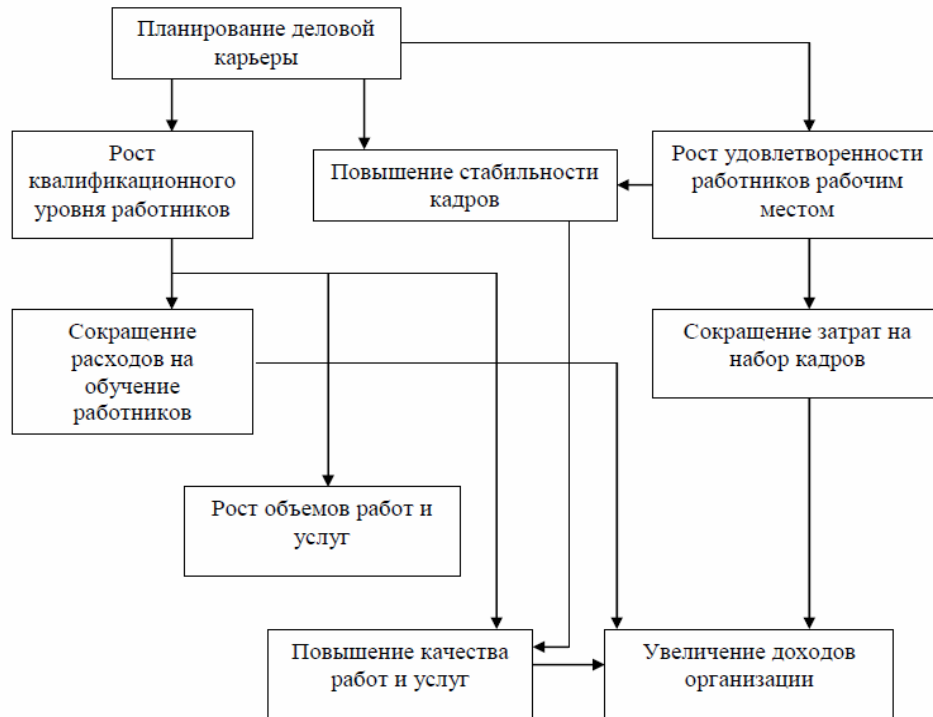 Планирование деловой
карьеры
Рост
квалификационного
уровня работников
Повышение стабильности
кадров
Рост удовлетворенности
работников рабочим
местом
Сокращение
расходов на
обучение
работников
Сокращение затрат на
набор кадров
Рост объемов работ и
услуг
Повышение качества
работ и услуг
Увеличение доходов
организации